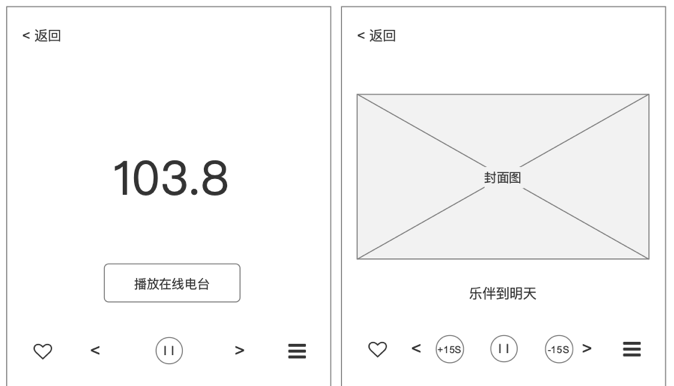 < 返回
103.8
播放在线电台
< >
< 返回
封面图
乐伴到明天
< +15S -15S >